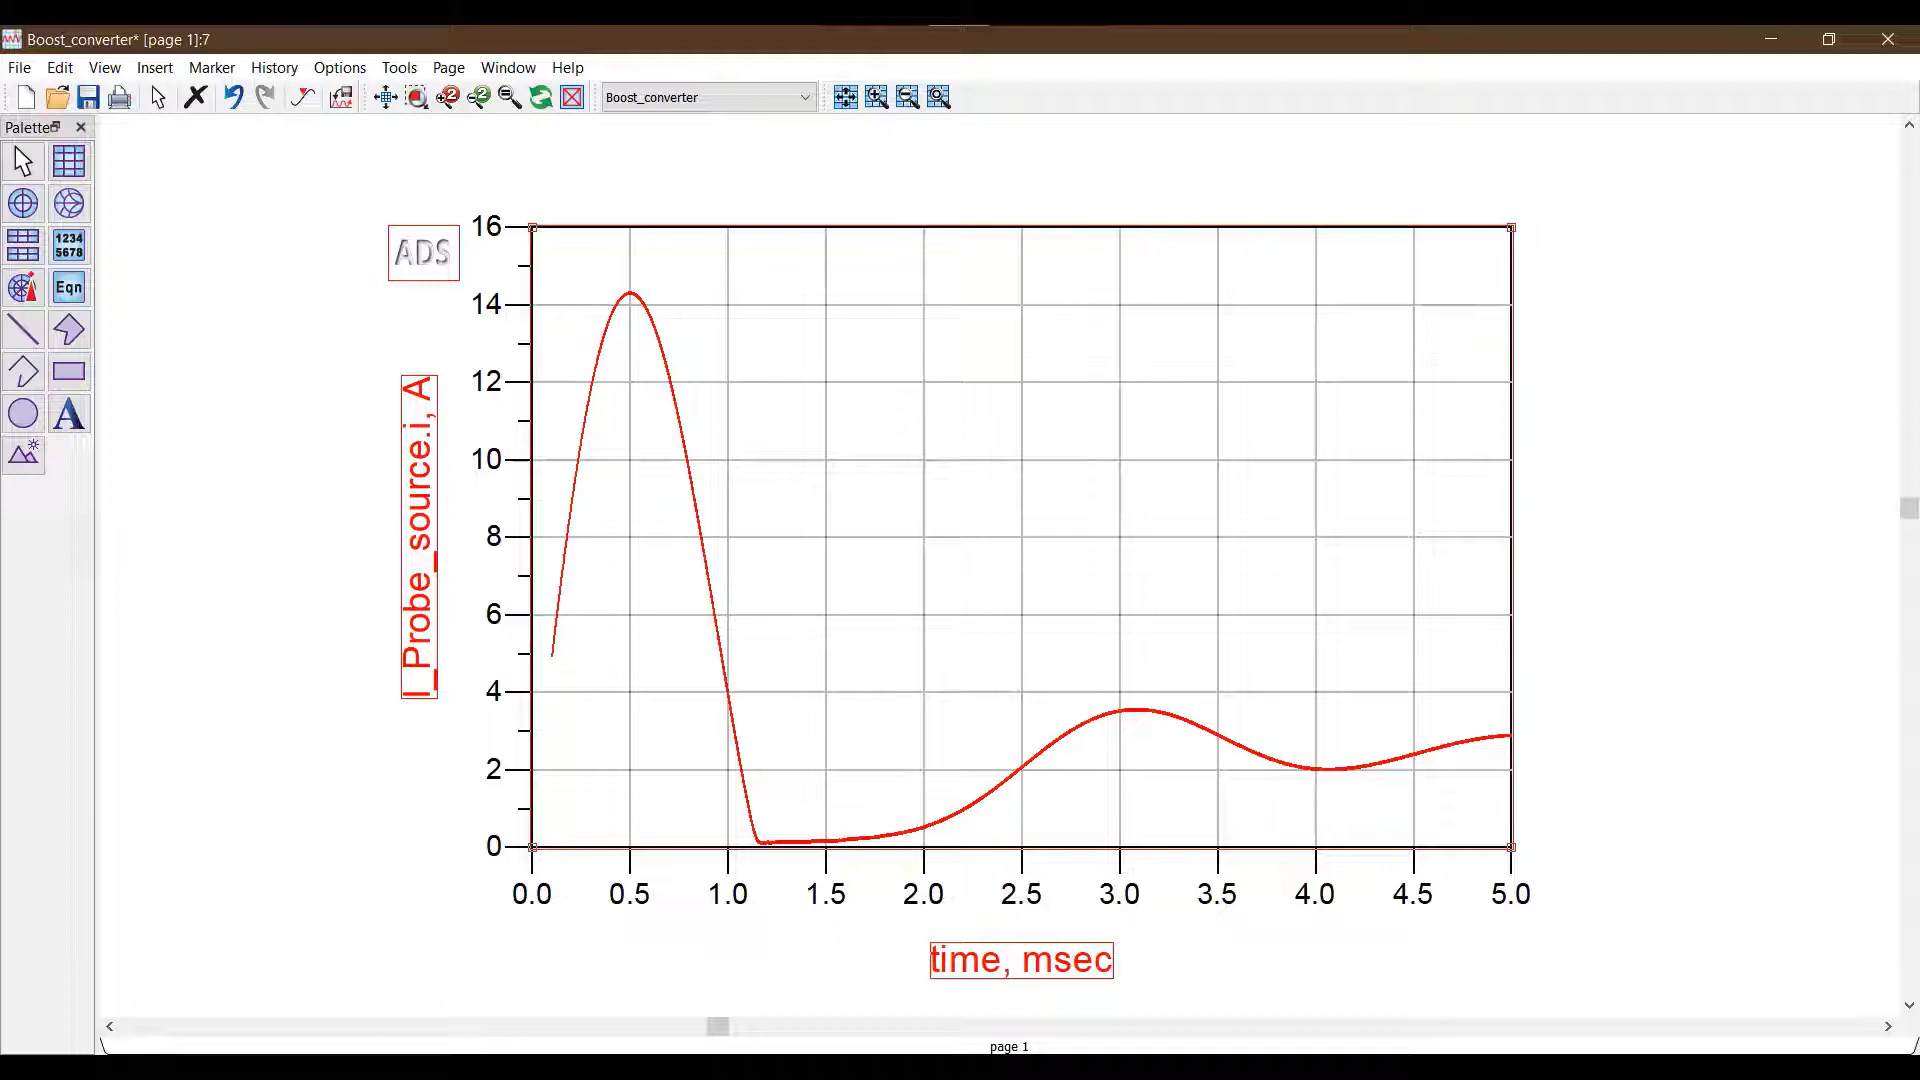 Boost_converter* [page 1]:7
File Edit View Insert Marker History Options Tools Page Window Help
Boost_converter
Palette
1234
5678
Eqn
A
ADS
I_Probe_source.i, A
16
14
12
10
8
6
4
2
0
0.0 0.5 1.0 1.5 2.0 2.5 3.0 3.5 4.0 4.5 5.0
time, msec
page 1